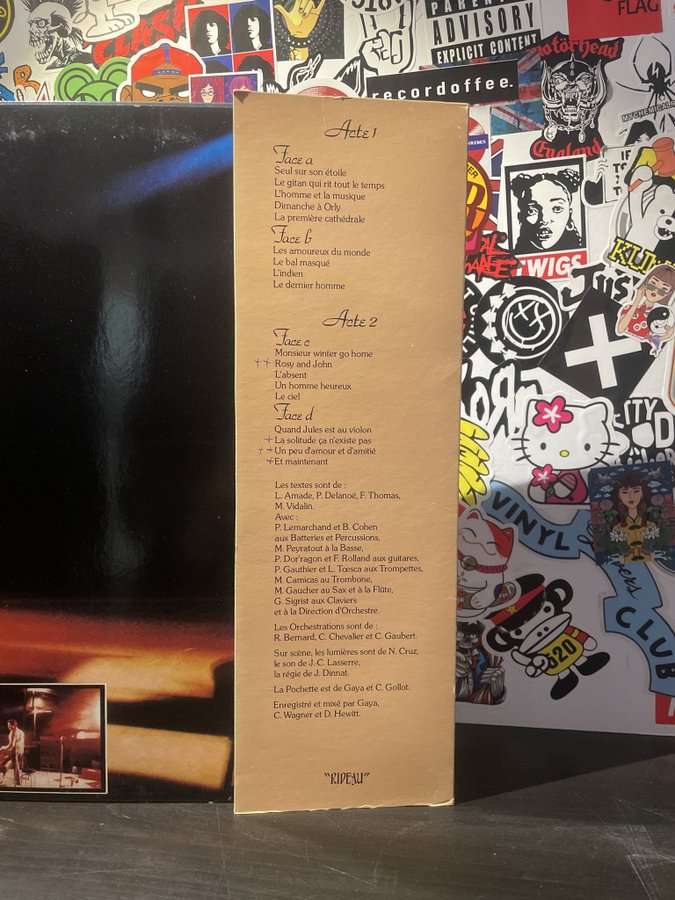 CLASH
PARENTAL
ADVISORY
EXPLICIT CONTENT
FLAG
recordoffee.
Motörhead
England
MYCHEMICAL
SWEDEN
TWIGS
JUS
CITY
VINYL
CLUB
520
Acte 1
Face a
Seul sur son étoile
Le gitan qui rit tout le temps
L'homme et la musique
Dimanche à Orly
La première cathédrale
Face b
Les amoureux du monde
Le bal masqué
L'indien
Le dernier homme
Acte 2
Face c
Monsieur winter go home
++ Rosy and John
L'absent
Un homme heureux
Le ciel
Face d
Quand Jules est au violon
+ La solitude ça n'existe pas
++ Un peu d'amour et d'amitié
+ Et maintenant
Les textes sont de :
L. Amade, P. Delanoë, F. Thomas,
M. Vidalin.
Avec :
P. Lemarchand et B. Cohen
aux Batteries et Percussions,
M. Peyratout à la Basse,
P. Dor'ragon et F. Rolland aux guitares,
P. Gauthier et L. Tœsca aux Trompettes,
M. Camicas au Trombone,
M. Gaucher au Sax et à la Flûte,
G. Sigrist aux Claviers
et à la Direction d'Orchestre.
Les Orchestrations sont de :
R. Bernard, C. Chevalier et C. Gaubert.
Sur scène, les lumières sont de N. Cruz,
le son de J.-C. Lasserre,
la régie de J. Dinnat.
La Pochette est de Gaya et C. Gollot.
Enregistré et mixé par Gaya,
C. Wagner et D. Hewitt.
"RIDEAU"